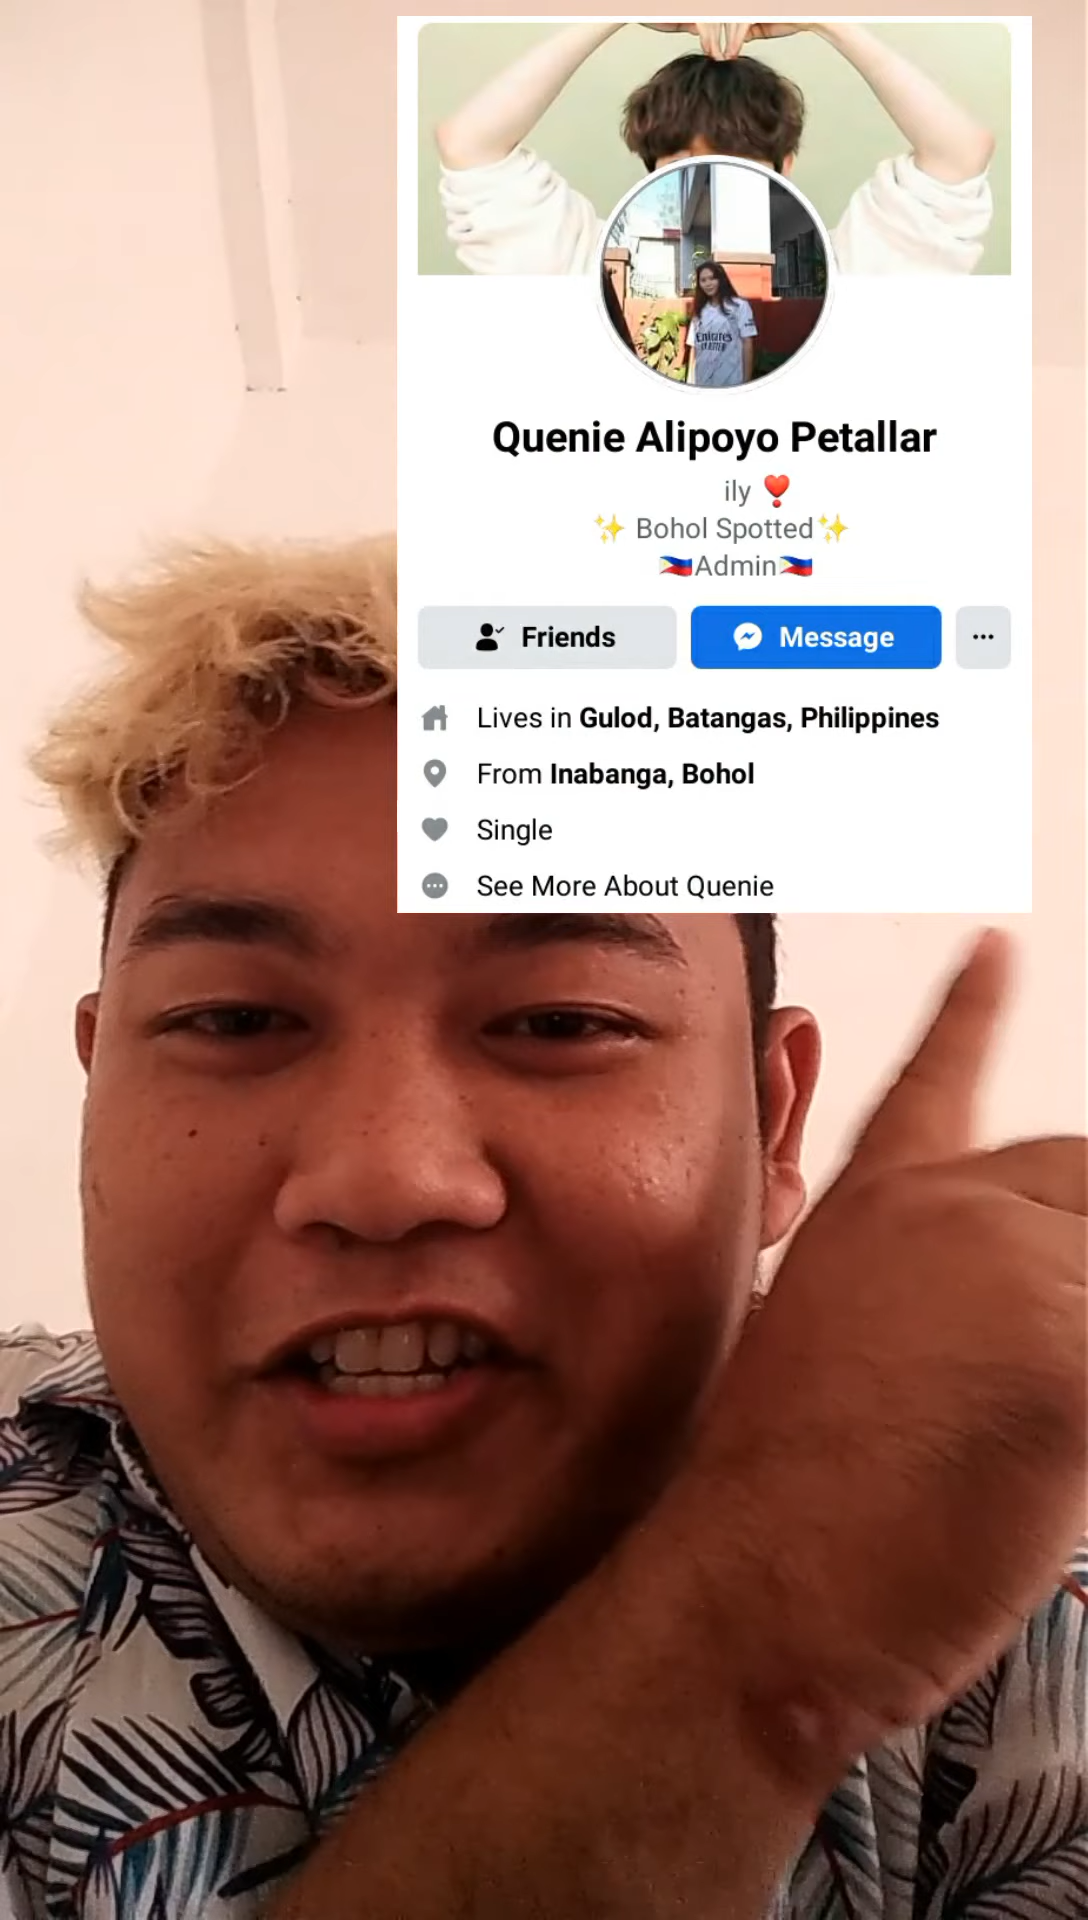 Emirates
Quenie Alipoyo Petallar
ily ❣️
✨ Bohol Spotted✨
🇵🇭Admin🇵🇭
Friends
Message
Lives in Gulod, Batangas, Philippines
From Inabanga, Bohol
Single
See More About Quenie